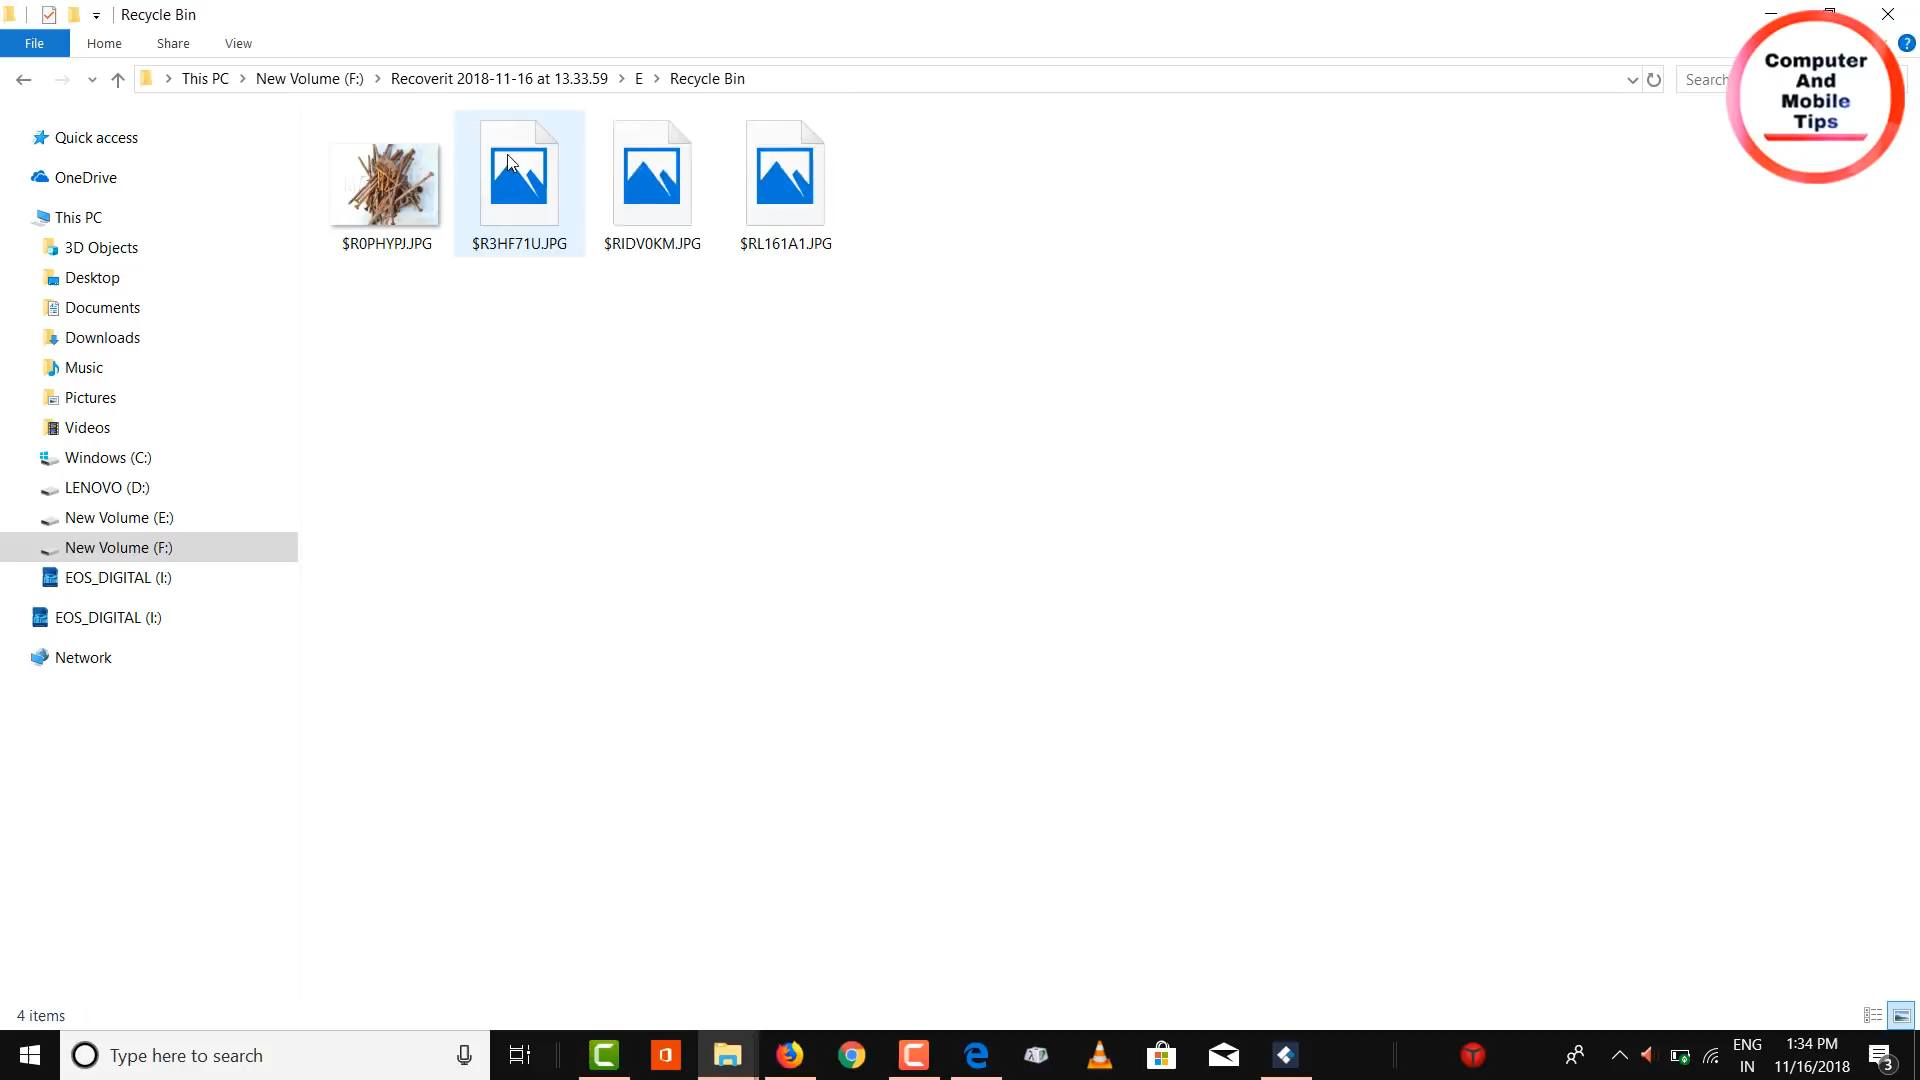 Recycle Bin
File Home Share View
This PC New Volume (F:) Recoverit 2018-11-16 at 13.33.59 E Recycle Bin
Search
Computer
And
Mobile
Tips
Quick access
OneDrive
This PC
3D Objects
Desktop
Documents
Downloads
Music
Pictures
Videos
Windows (C:)
LENOVO (D:)
New Volume (E:)
New Volume (F:)
EOS_DIGITAL (I:)
EOS_DIGITAL (I:)
Network
$R0PHYPJ.JPG $R3HF71U.JPG $RIDV0KM.JPG $RL161A1.JPG
4 items
Type here to search
ENG
IN
1:34 PM
11/16/2018
3